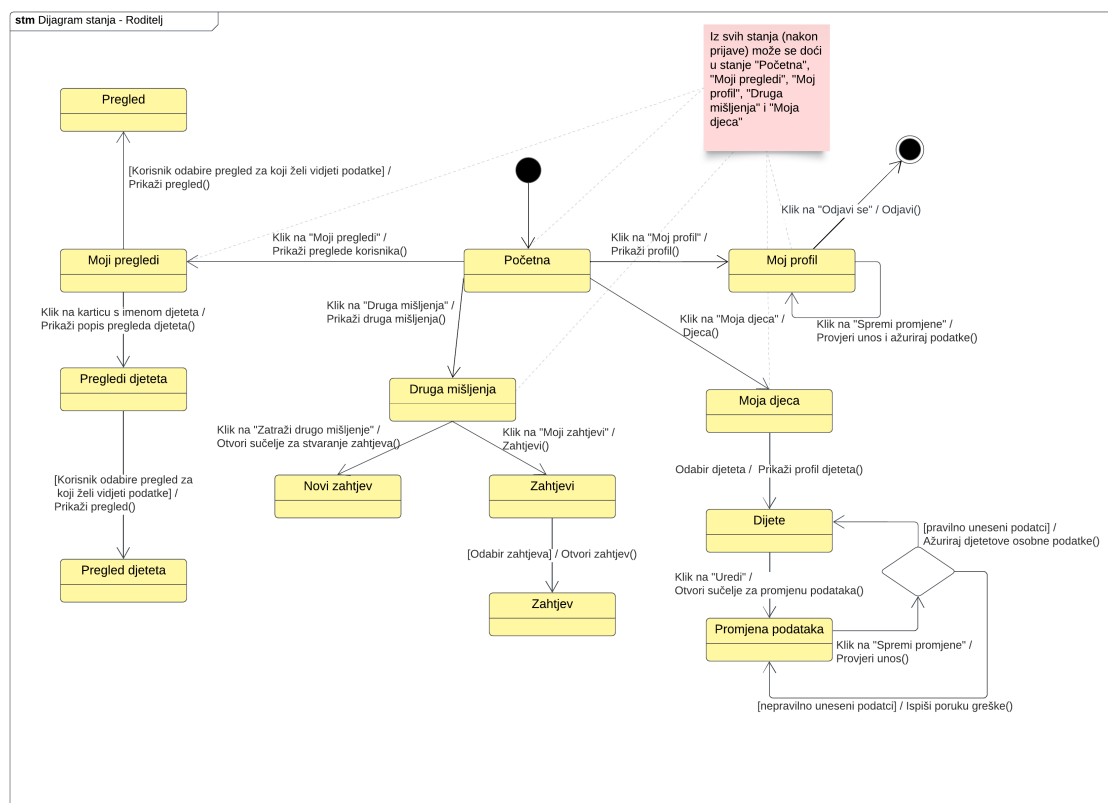 stm Dijagram stanja - Roditelj
Iz svih stanja (nakon
prijave) može se doći
u stanje "Početna",
"Moji pregledi", "Moj
profil", "Druga
mišljenja" i "Moja
djeca"
Pregled
[Korisnik odabire pregled za koji želi vidjeti podatke] /
Prikaži pregled()
Klik na "Odjavi se" / Odjavi()
Klik na "Moji pregledi" /
Prikaži preglede korisnika()
Klik na "Moj profil" /
Prikaži profil()
Moji pregledi
Početna
Moj profil
Klik na karticu s imenom djeteta /
Prikaži popis pregleda djeteta()
Klik na "Druga mišljenja" /
Prikaži druga mišljenja()
Klik na "Moja djeca" /
Djeca()
Klik na "Spremi promjene" /
Provjeri unos i ažuriraj podatke()
Pregledi djeteta
Druga mišljenja
Moja djeca
Klik na "Zatraži drugo mišljenje" /
Otvori sučelje za stvaranje zahtjeva()
Klik na "Moji zahtjevi" /
Zahtjevi()
Odabir djeteta / Prikaži profil djeteta()
[Korisnik odabire pregled za
koji želi vidjeti podatke] /
Prikaži pregled()
Novi zahtjev
Zahtjevi
Dijete
[pravilno uneseni podatci] /
Ažuriraj djetetove osobne podatke()
[Odabir zahtjeva] / Otvori zahtjev()
Pregled djeteta
Klik na "Uredi" /
Otvori sučelje za promjenu podataka()
Zahtjev
Promjena podataka
Klik na "Spremi promjene" /
Provjeri unos()
[nepravilno uneseni podatci] / Ispiši poruku greške()